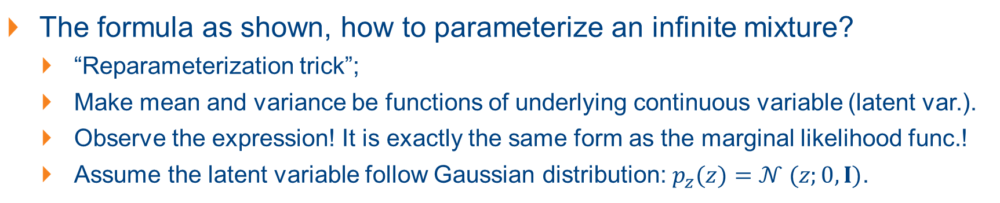 The formula as shown, how to parameterize an infinite mixture?
“Reparameterization trick”;
Make mean and variance be functions of underlying continuous variable (latent var.).
Observe the expression! It is exactly the same form as the marginal likelihood func.!
Assume the latent variable follow Gaussian distribution: p_z(z) = 𝒩 (z; 0, 𝐈).